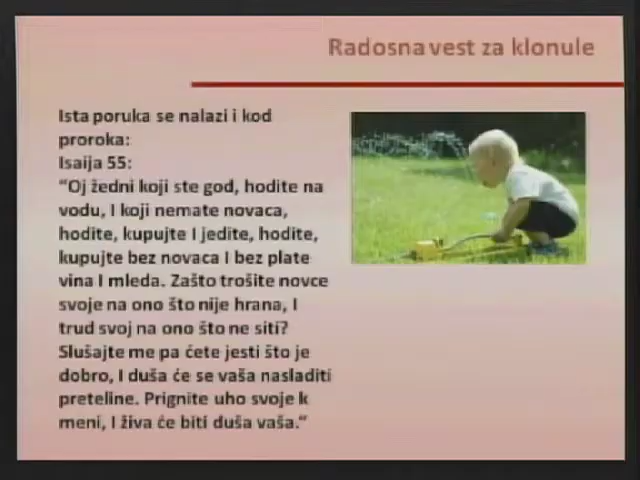 Radosna vest za klonule
Ista poruka se nalazi i kod
proroka:
Isaija 55:
“Oj žedni koji ste god, hodite na
vodu, I koji nemate novaca,
hodite, kupujte I jedite, hodite,
kupujte bez novaca I bez plate
vina I mleda. Zašto trošite novce
svoje na ono što nije hrana, I
trud svoj na ono što ne siti?
Slušajte me pa ćete jesti što je
dobro, I duša će se vaša nasladiti
preteline. Prignite uho svoje k
meni, I živa će biti duša vaša.“